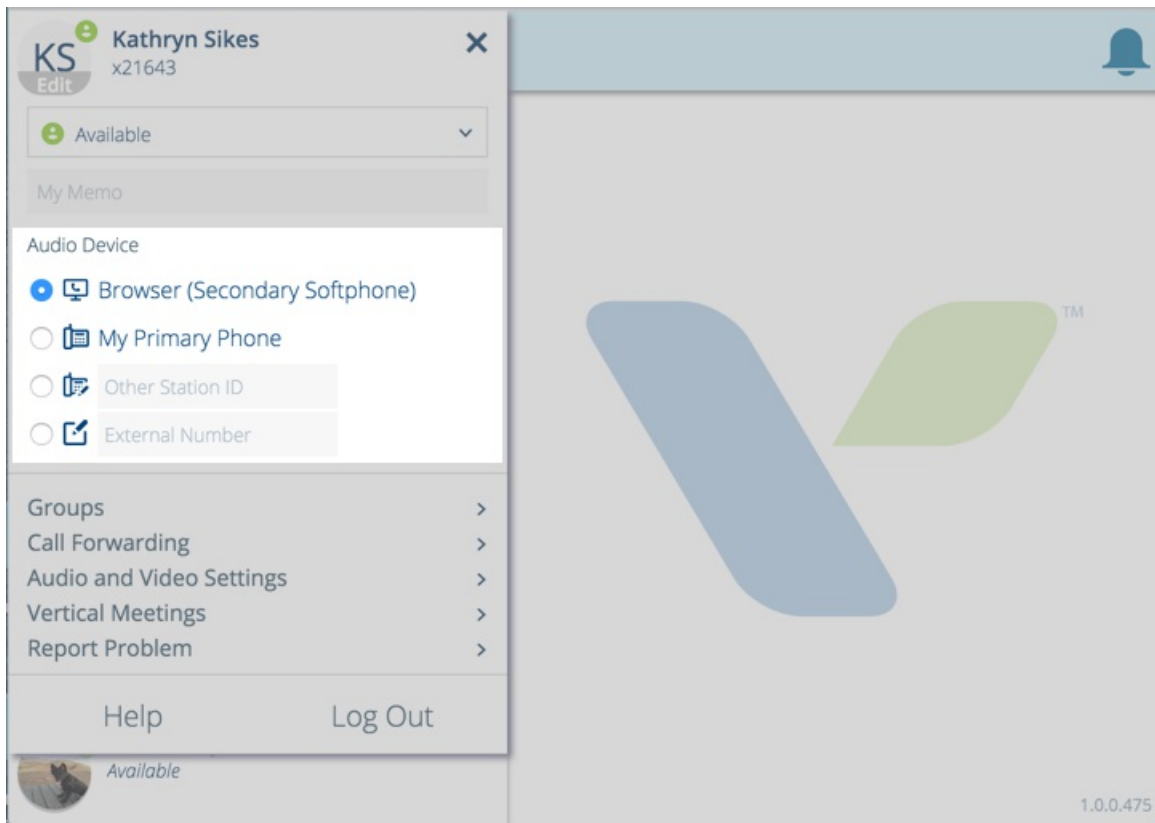 KS
Edit
Kathryn Sikes
x21643
Available
My Memo
Audio Device
Browser (Secondary Softphone)
My Primary Phone
Other Station ID
External Number
Groups
Call Forwarding
Audio and Video Settings
Vertical Meetings
Report Problem
Help Log Out
Available
TM
1.0.0.475